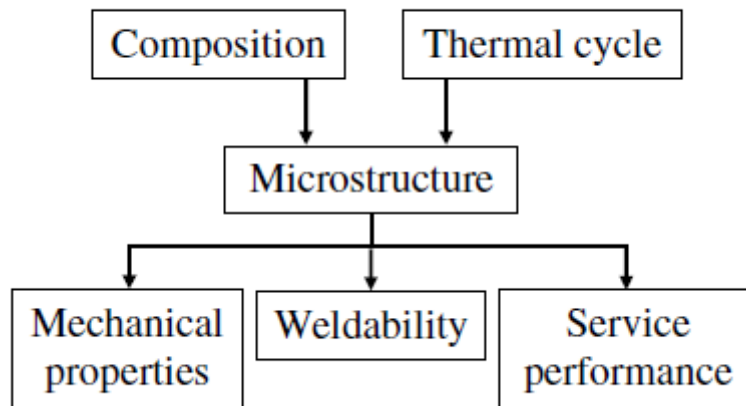 Composition
Thermal cycle
Microstructure
Mechanical
properties
Weldability
Service
performance